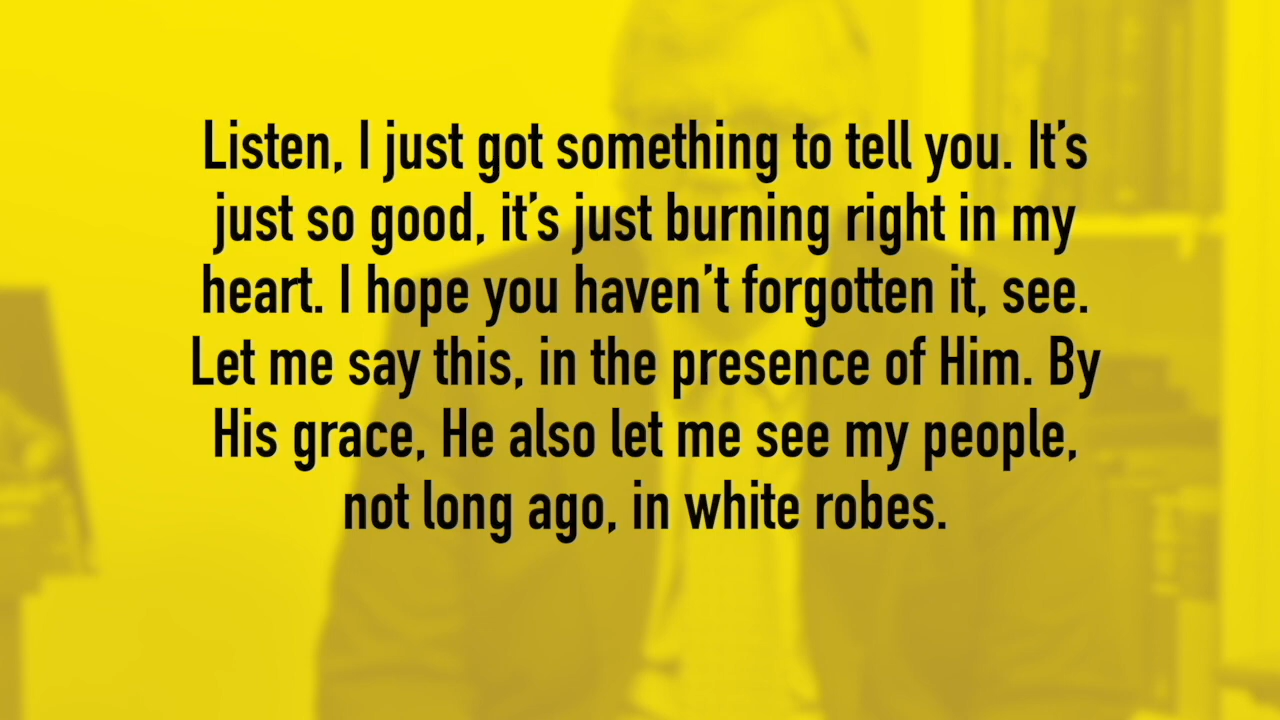 Listen, I just got something to tell you. It’s
just so good, it’s just burning right in my
heart. I hope you haven’t forgotten it, see.
Let me say this, in the presence of Him. By
His grace, He also let me see my people,
not long ago, in white robes.